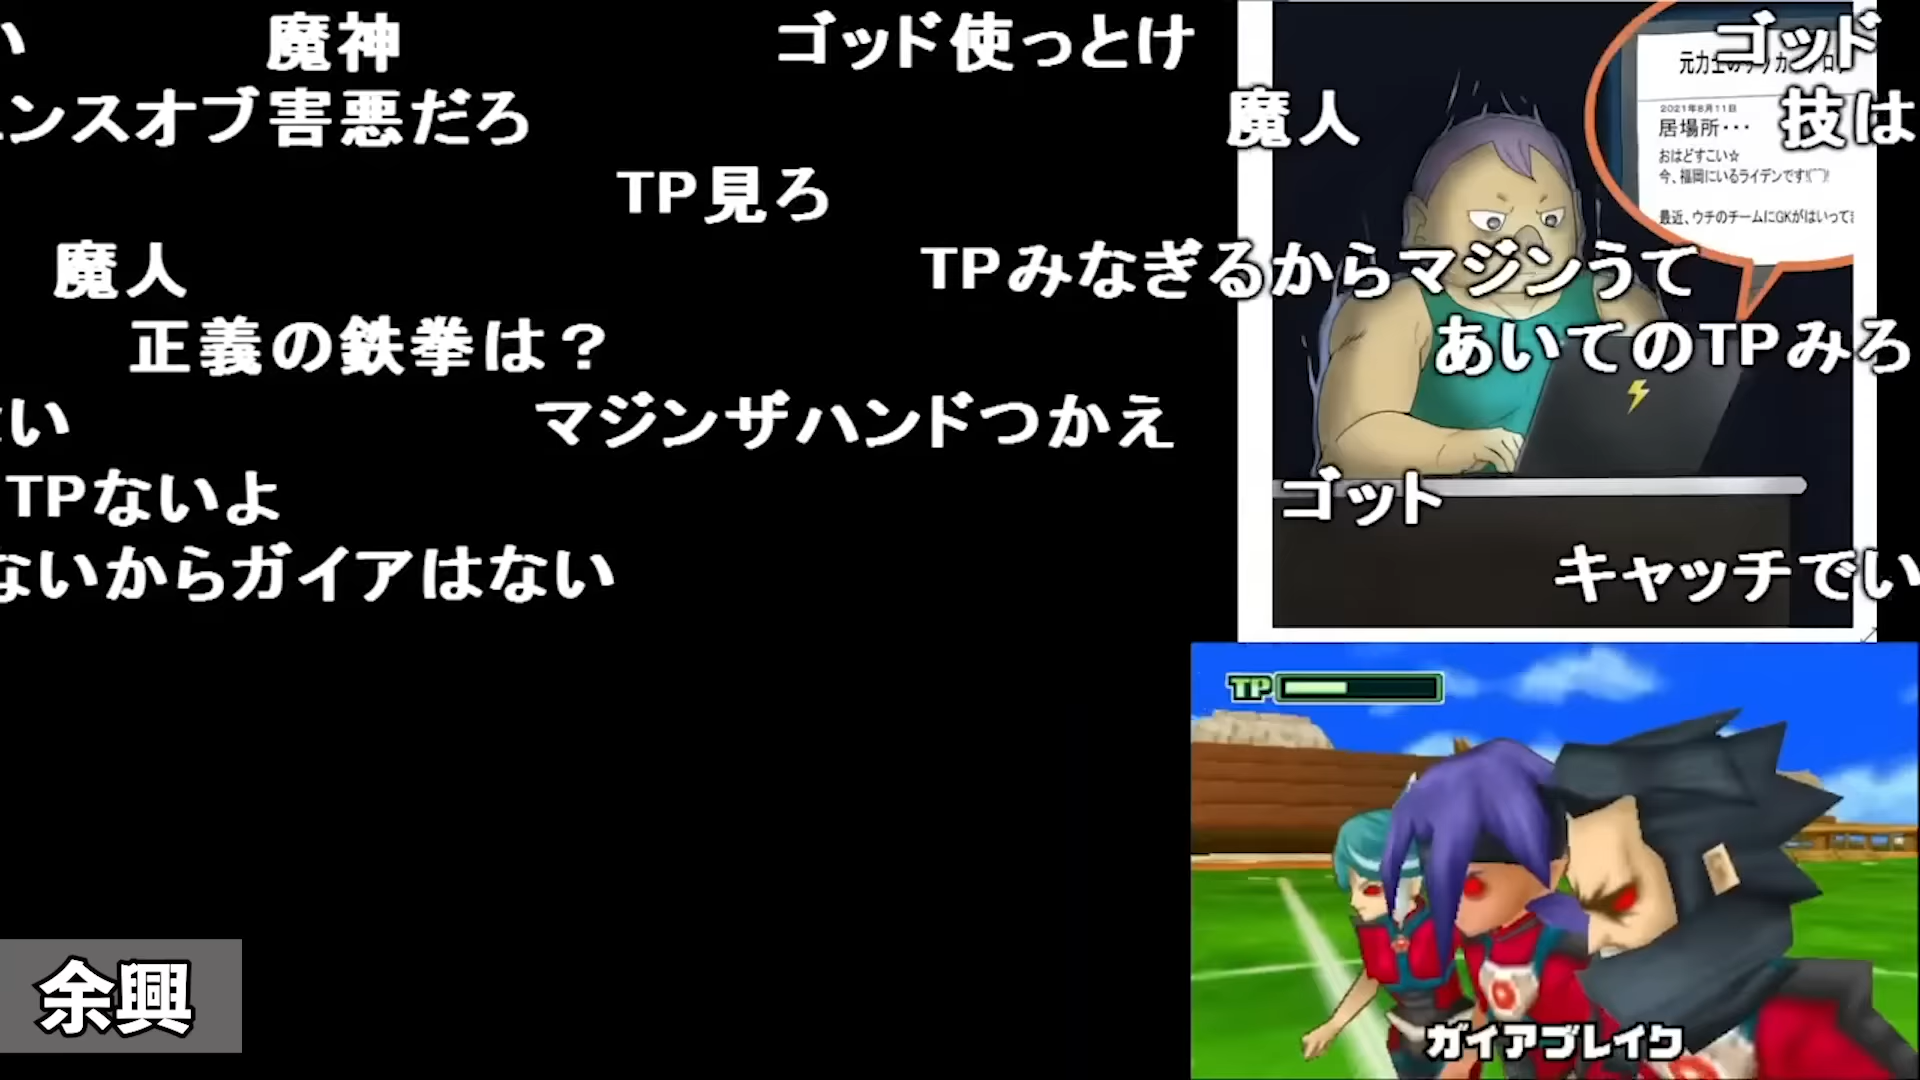 い
魔神
ゴッド使っとけ
ゴッド
ンスオブ害悪だろ
魔人
技は
元力士の
2021年8月11日
居場所・・・
おはどすこい☆
今、福岡にいるライデンです!(⌒)!
最近、ウチのチームにGKがはいってき
TP見ろ
魔人
TPみなぎるからマジンうて
正義の鉄拳は？
あいてのTPみろ
い
マジンザハンドつかえ
TPないよ
ゴット
ないからガイアはない
キャッチでい
TP
余興
ガイアブレイク